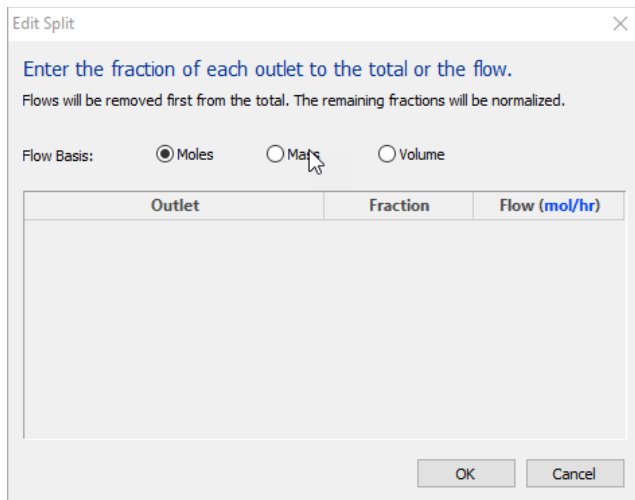 Edit Split
Enter the fraction of each outlet to the total or the flow.
Flows will be removed first from the total. The remaining fractions will be normalized.
Flow Basis: Moles Mass Volume
Outlet Fraction Flow (mol/hr)
OK Cancel